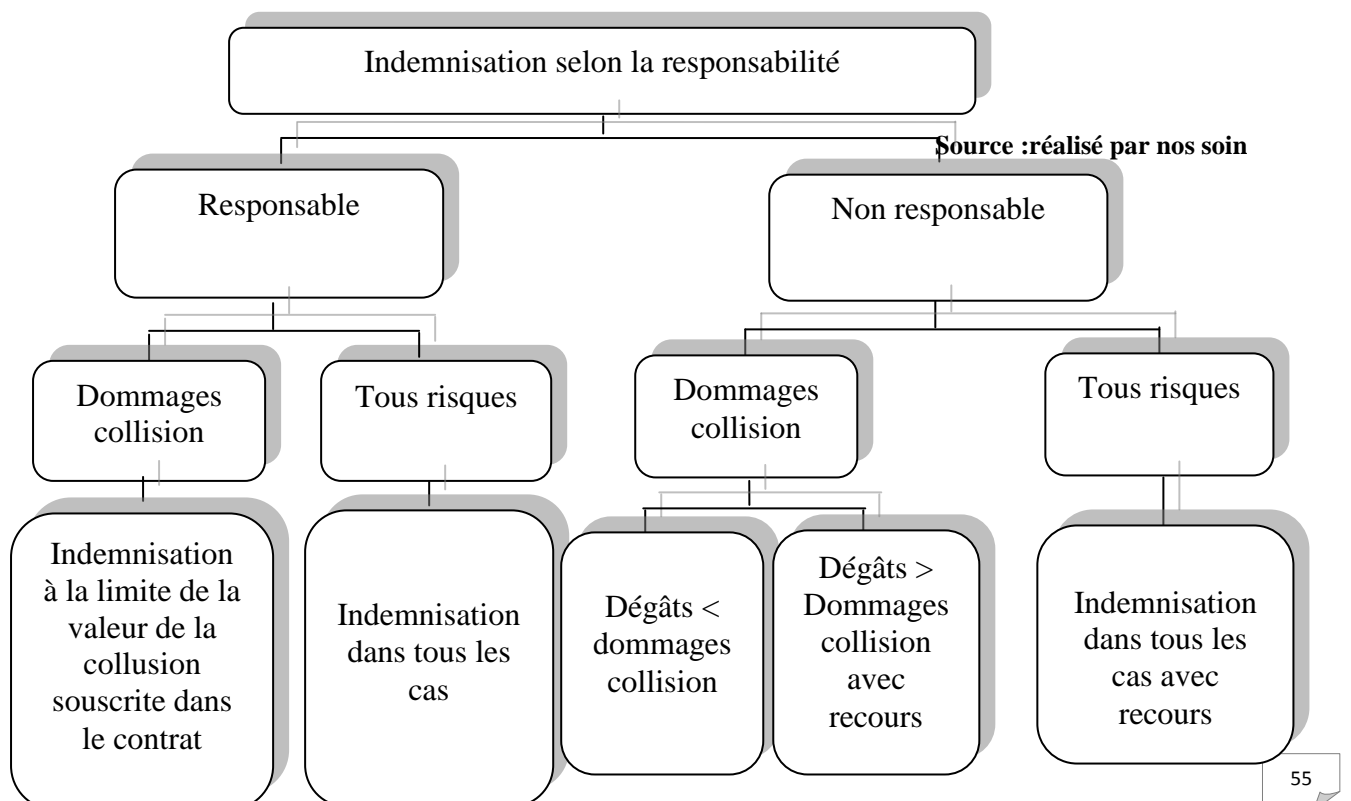 Indemnisation selon la responsabilité
Source :réalisé par nos soin
Responsable
Non responsable
Dommages
collision
Tous risques
Dommages
collision
Tous risques
Indemnisation
à la limite de la
valeur de la
collusion
souscrite dans
le contrat
Indemnisation
dans tous les
cas
Dégâts <
dommages
collision
Dégâts >
Dommages
collision
avec
recours
Indemnisation
dans tous les
cas avec
recours
55